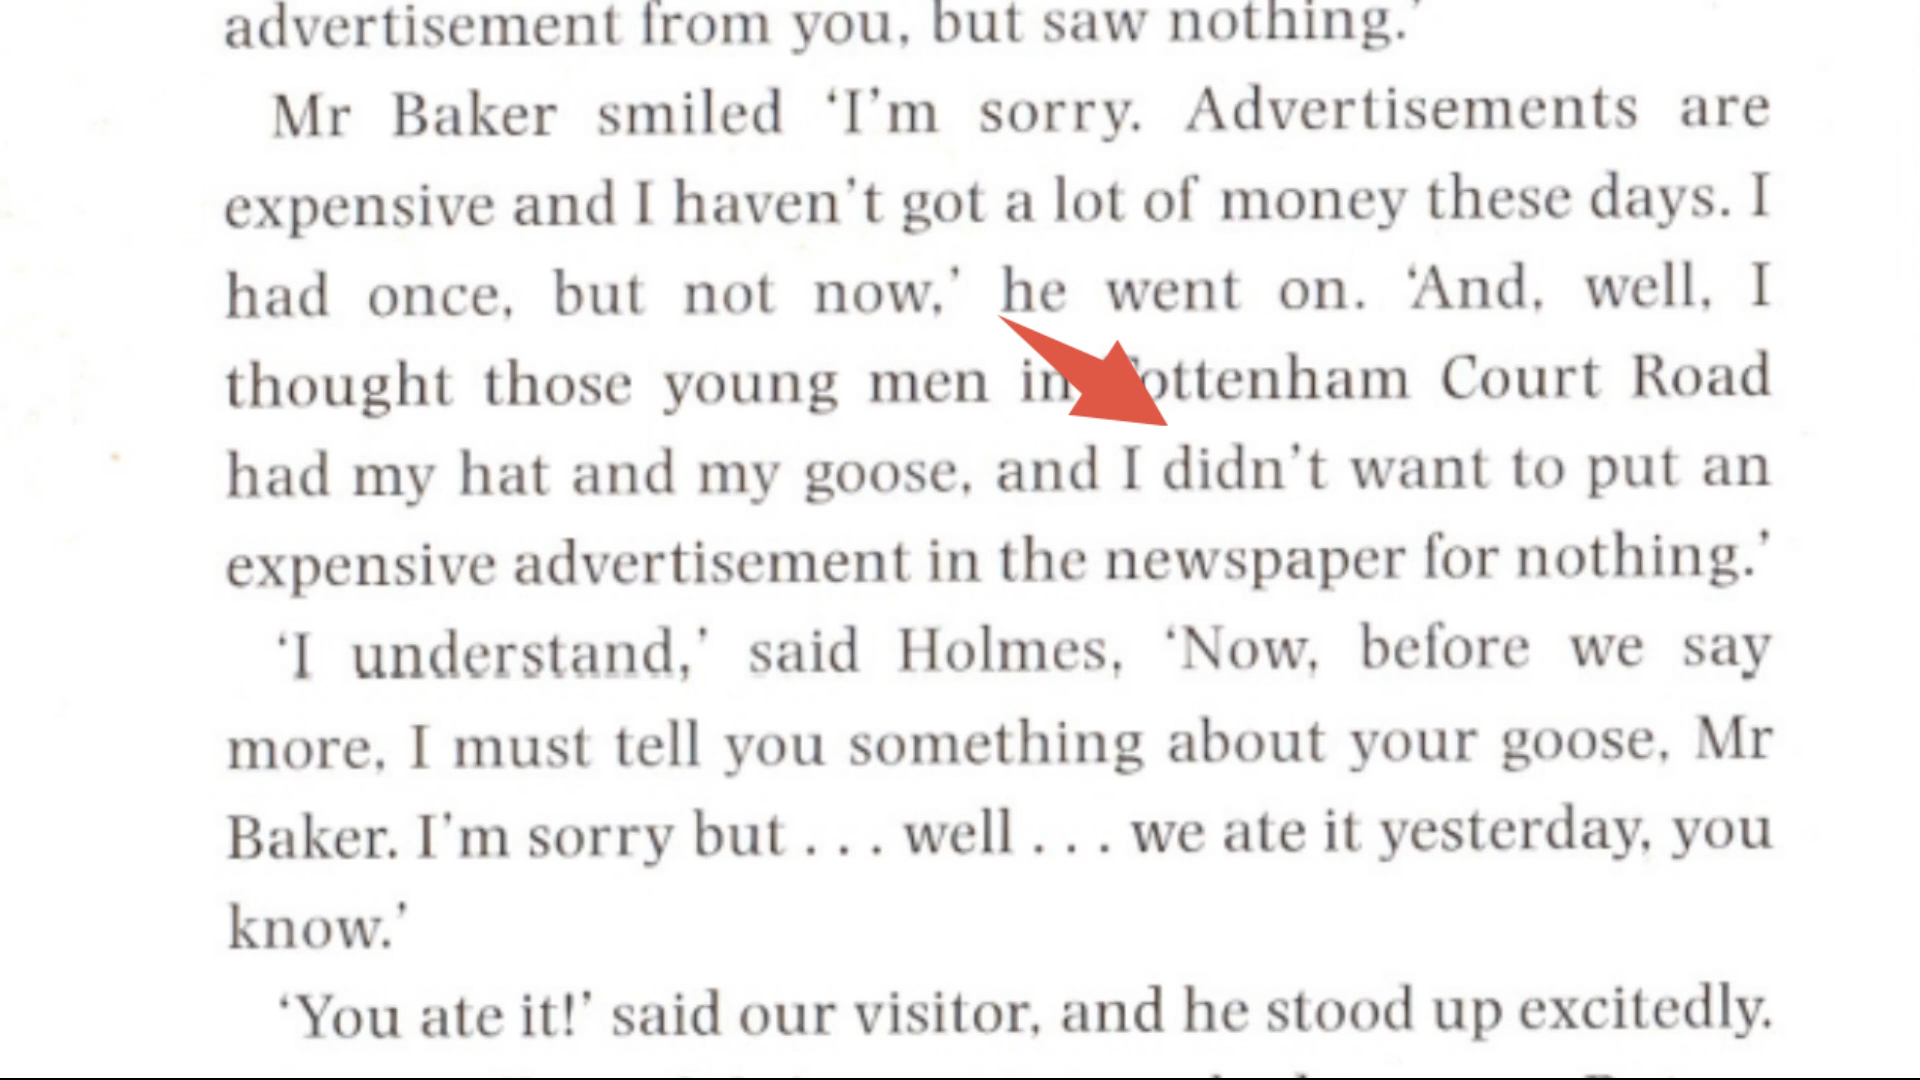 advertisement from you, but saw nothing.’
Mr Baker smiled ‘I’m sorry. Advertisements are
expensive and I haven’t got a lot of money these days. I
had once, but not now,’ he went on. ‘And, well, I
thought those young men in Tottenham Court Road
had my hat and my goose, and I didn’t want to put an
expensive advertisement in the newspaper for nothing.’
‘I understand,’ said Holmes, ‘Now, before we say
more, I must tell you something about your goose, Mr
Baker. I’m sorry but . . . well . . . we ate it yesterday, you
know.’
‘You ate it!’ said our visitor, and he stood up excitedly.